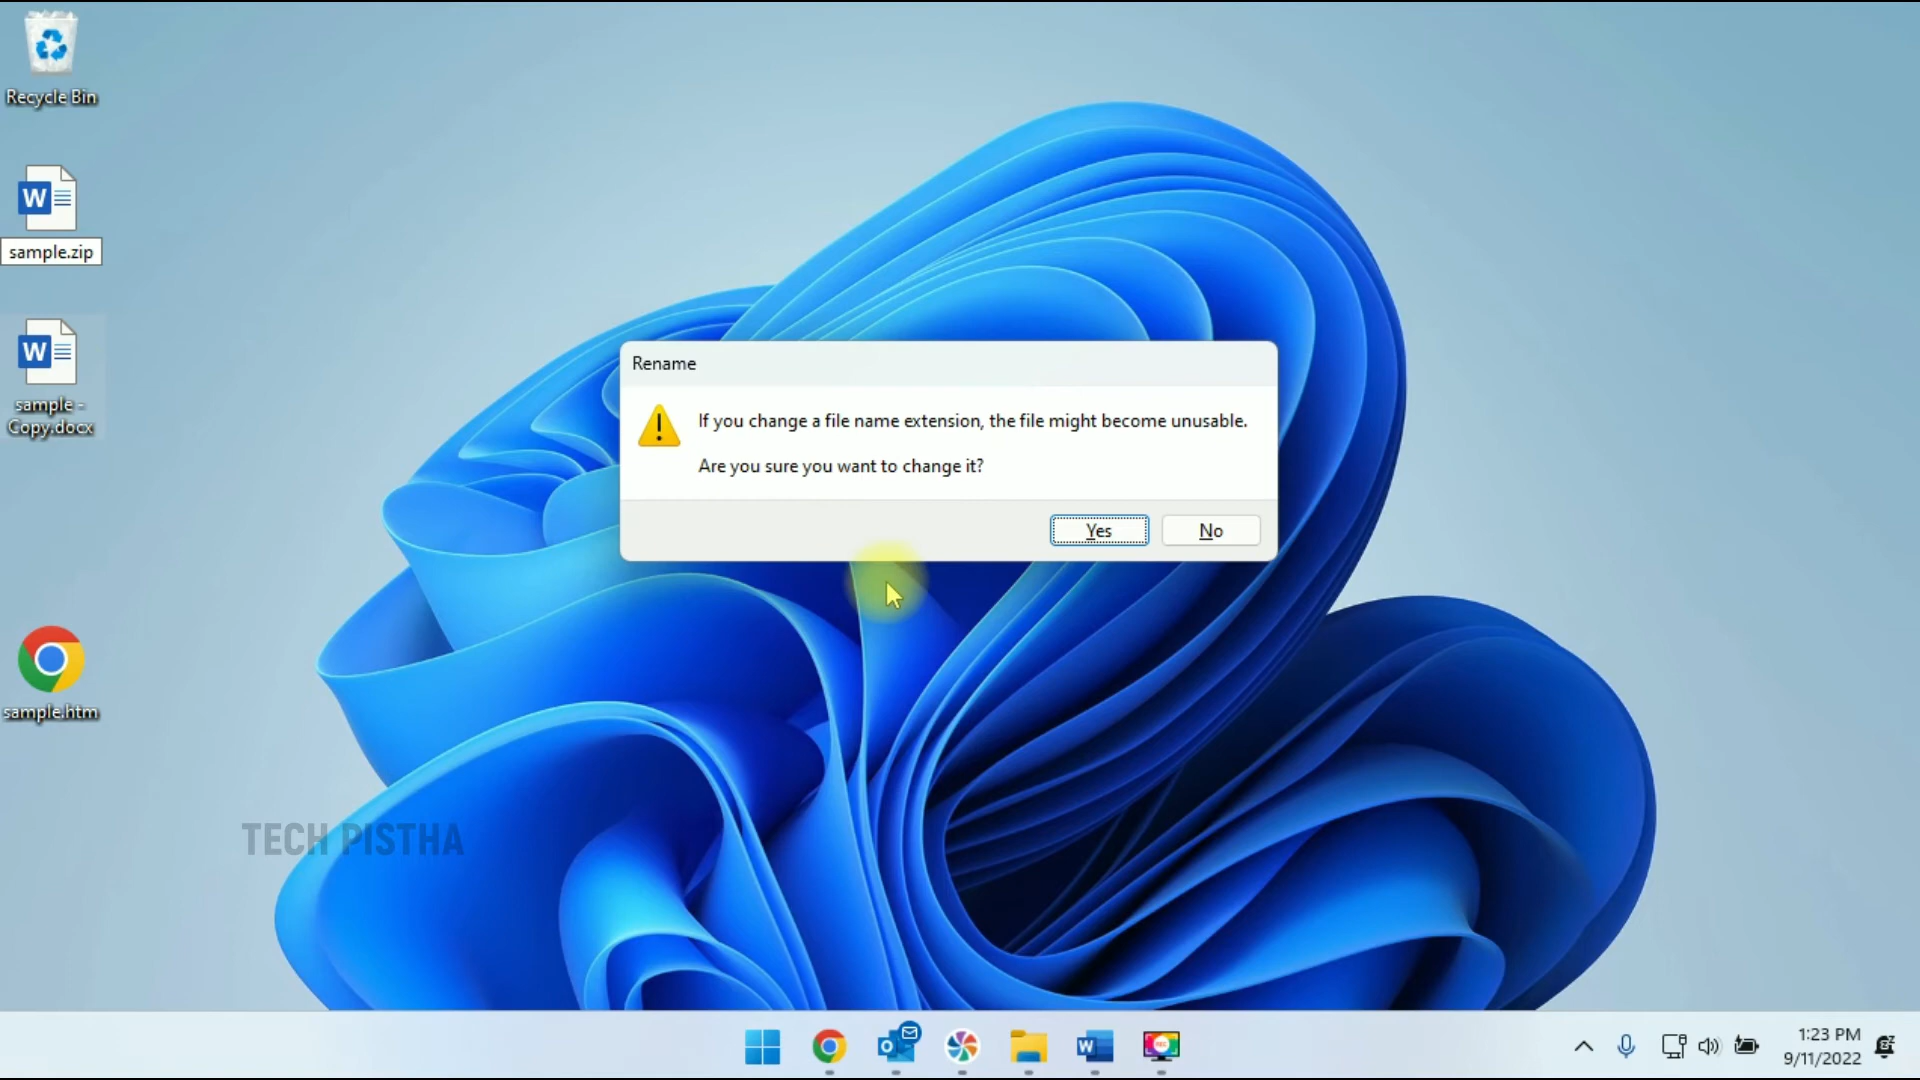 Recycle Bin
W
sample.zip
W
sample -
Copy.docx
sample.htm
Rename
If you change a file name extension, the file might become unusable.
Are you sure you want to change it?
Yes
No
TECH PISTHA
1:23 PM
9/11/2022